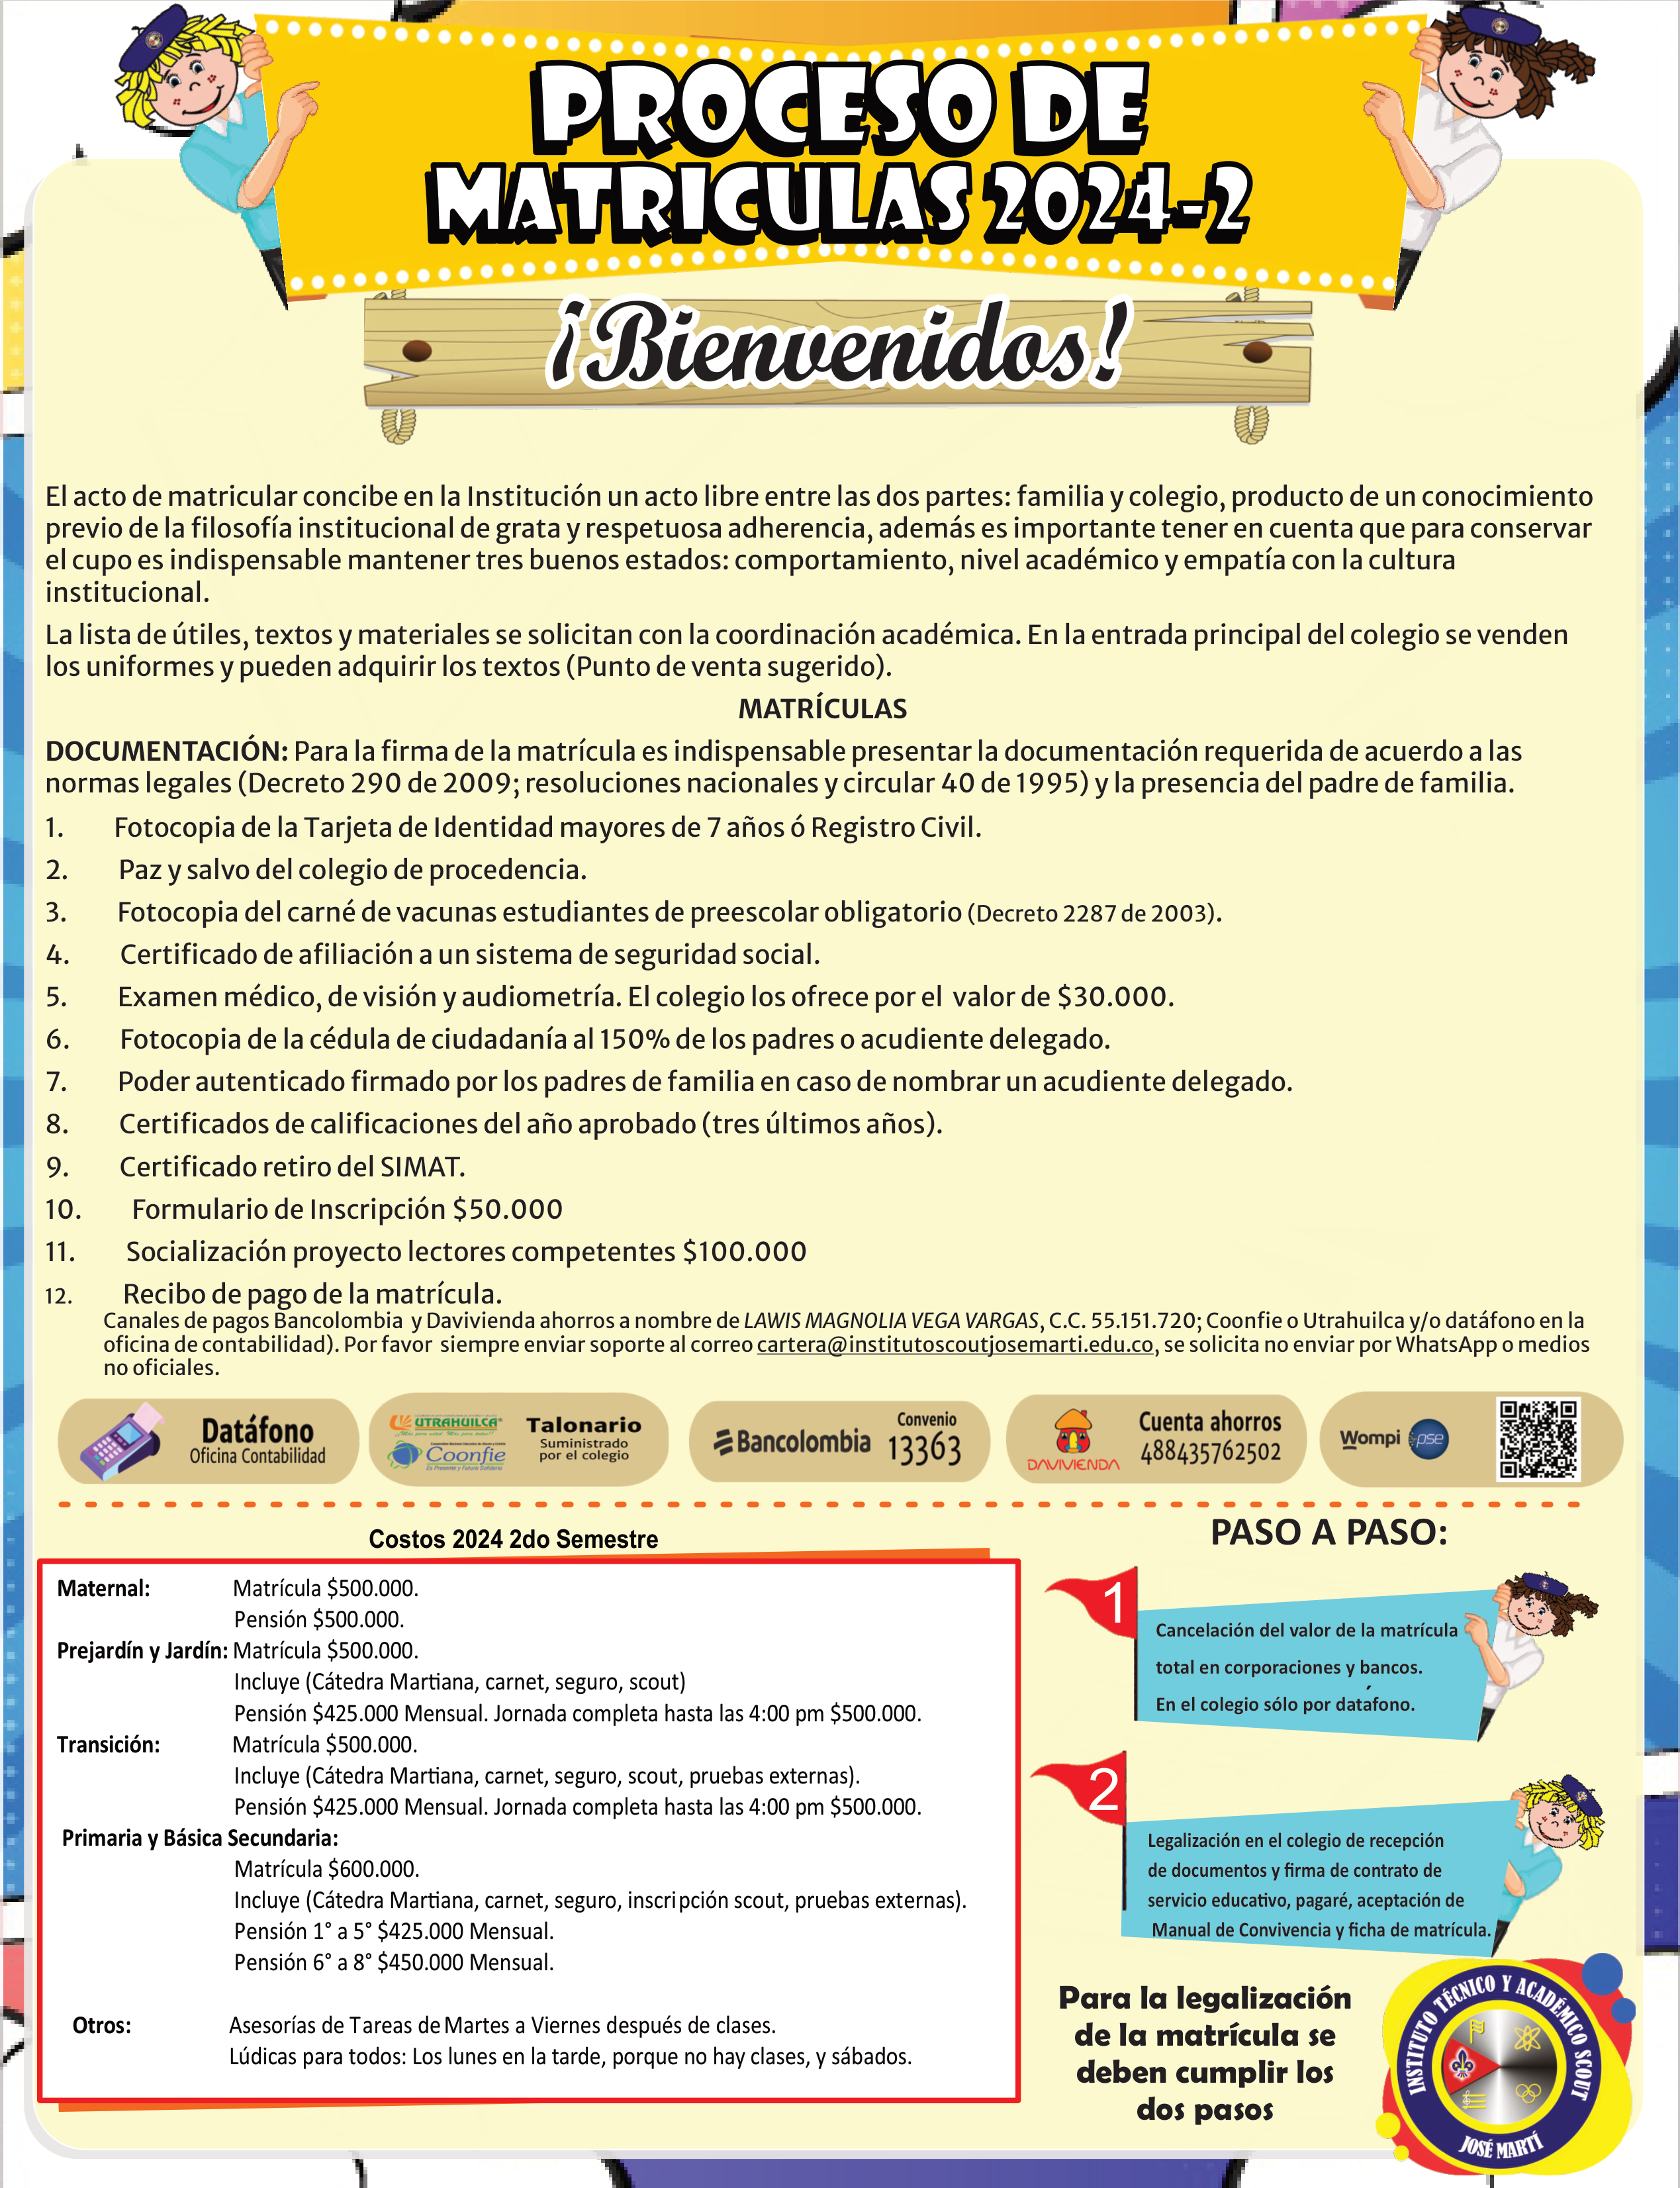 PROCESO DE
MATRICULAS 2024-2
¡Bienvenidos!
El acto de matricular concibe en la Institución un acto libre entre las dos partes: familia y colegio, producto de un conocimiento
previo de la filosofía institucional de grata y respetuosa adherencia, además es importante tener en cuenta que para conservar
el cupo es indispensable mantener tres buenos estados: comportamiento, nivel académico y empatía con la cultura
institucional.
La lista de útiles, textos y materiales se solicitan con la coordinación académica. En la entrada principal del colegio se venden
los uniformes y pueden adquirir los textos (Punto de venta sugerido).
MATRÍCULAS
DOCUMENTACIÓN: Para la firma de la matrícula es indispensable presentar la documentación requerida de acuerdo a las
normas legales (Decreto 290 de 2009; resoluciones nacionales y circular 40 de 1995) y la presencia del padre de familia.
1. Fotocopia de la Tarjeta de Identidad mayores de 7 años ó Registro Civil.
2. Paz y salvo del colegio de procedencia.
3. Fotocopia del carné de vacunas estudiantes de preescolar obligatorio (Decreto 2287 de 2003).
4. Certificado de afiliación a un sistema de seguridad social.
5. Examen médico, de visión y audiometría. El colegio los ofrece por el valor de $30.000.
6. Fotocopia de la cédula de ciudadanía al 150% de los padres o acudiente delegado.
7. Poder autenticado firmado por los padres de familia en caso de nombrar un acudiente delegado.
8. Certificados de calificaciones del año aprobado (tres últimos años).
9. Certificado retiro del SIMAT.
10. Formulario de Inscripción $50.000
11. Socialización proyecto lectores competentes $100.000
12. Recibo de pago de la matrícula.
Canales de pagos Bancolombia y Davivienda ahorros a nombre de LAWIS MAGNOLIA VEGA VARGAS, C.C. 55.151.720; Coonfie o Utrahuilca y/o datáfono en la
oficina de contabilidad). Por favor siempre enviar soporte al correo cartera@institutoscoutjosemarti.edu.co, se solicita no enviar por WhatsApp o medios
no oficiales.
Datáfono
Oficina Contabilidad
UTRAHUILCA
Coonfie
Talonario
Suministrado
por el colegio
Bancolombia
Convenio
13363
DAVIVIENDA
Cuenta ahorros
488435762502
Wompi
pse
Costos 2024 2do Semestre
Maternal: Matrícula $500.000.
Pensión $500.000.
Prejardín y Jardín: Matrícula $500.000.
Incluye (Cátedra Martiana, carnet, seguro, scout)
Pensión $425.000 Mensual. Jornada completa hasta las 4:00 pm $500.000.
Transición: Matrícula $500.000.
Incluye (Cátedra Martiana, carnet, seguro, scout, pruebas externas).
Pensión $425.000 Mensual. Jornada completa hasta las 4:00 pm $500.000.
Primaria y Básica Secundaria:
Matrícula $600.000.
Incluye (Cátedra Martiana, carnet, seguro, inscripción scout, pruebas externas).
Pensión 1° a 5° $425.000 Mensual.
Pensión 6° a 8° $450.000 Mensual.
Otros: Asesorías de Tareas de Martes a Viernes después de clases.
Lúdicas para todos: Los lunes en la tarde, porque no hay clases, y sábados.
PASO A PASO:
1
Cancelación del valor de la matrícula
total en corporaciones y bancos.
En el colegio sólo por datáfono.
2
Legalización en el colegio de recepción
de documentos y firma de contrato de
servicio educativo, pagaré, aceptación de
Manual de Convivencia y ficha de matrícula.
Para la legalización
de la matrícula se
deben cumplir los
dos pasos
INSTITUTO TÉCNICO Y ACADÉMICO SCOUT
JOSÉ MARTÍ